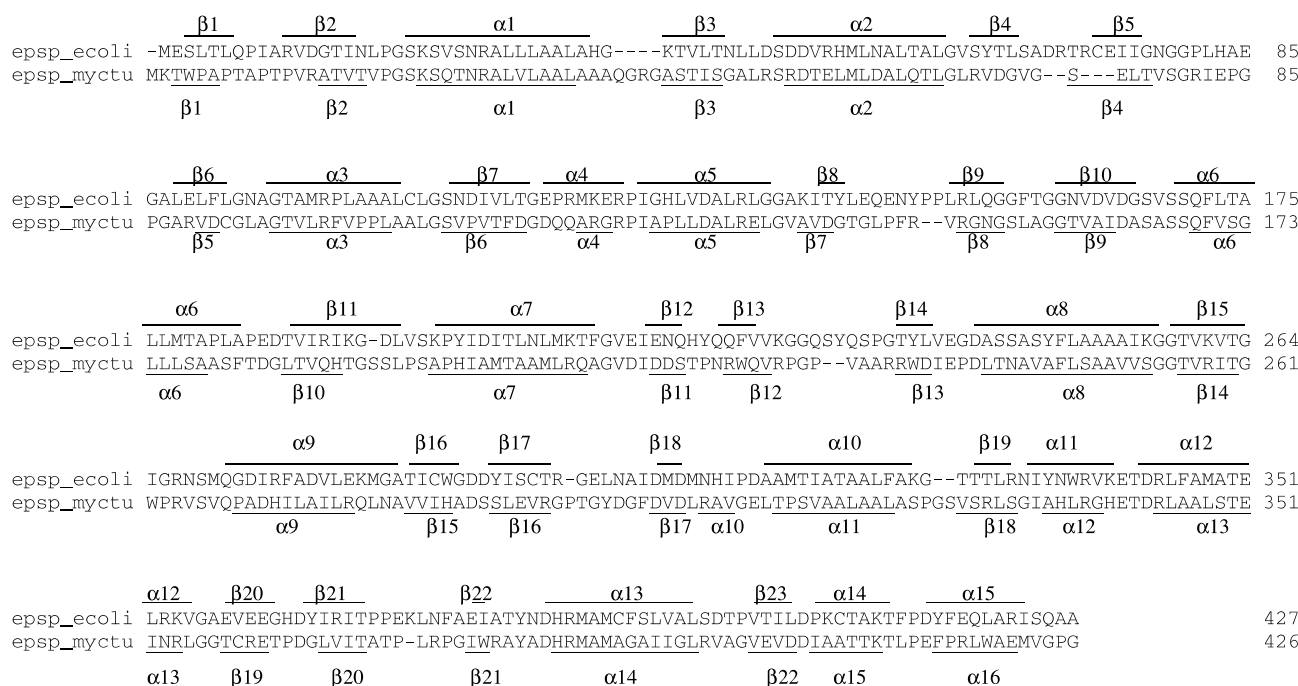 β1 β2 α1 β3 α2 β4 β5
epsp_ecoli -MESLTLQPIARVDGTINLPGSKSVSNRALLLAALAHG----KTVLTNLLDSDDVRHMLNALTALGVSYTLSADRTRCEIIGNGGPLHAE 85
epsp_myctu MKTWPAPTAPTPVRATVTVPGSKSQTNRALVLAALAAAQGRGASTISGALRSRDTELMLDALQTLGLRVDGVG--S---ELTVSGRIEPG 85
β1 β2 α1 β3 α2 β4
β6 α3 β7 α4 α5 β8 β9 β10 α6
epsp_ecoli GALELFLGNAGTAMRPLAAALCLGSNDIVLTGEPRMKERPIGHLVDALRLGGAKITYLEQENYPPLRLQGGFTGGNVDVDGSVSSQFLTA 175
epsp_myctu PGARVDCGLAGTVLRFVPPLAALGSVPVTFDGDQQARGRPIAPLLDALRELGVAVDGTGLPFR--VRGNGSLAGGTVAIDASASSQFVSG 173
β5 α3 β6 α4 α5 β7 β8 β9 α6
α6 β11 α7 β12 β13 β14 α8 β15
epsp_ecoli LLMTAPLAPEDTVIRIKG-DLVSKPYIDITLNLMKTFGVEIENQHYQQFVVKGGQSYQSPGTYLVEGDASSASYFLAAAAIKGGTVKVTG 264
epsp_myctu LLLSAASFTDGLTVQHTGSSLPSAPHIAMTAAMLRQAGVDIDDSTPNRWQVRPGP--VAARRWDIEPDLTNAVAFLSAAVVSGGTVRITG 261
α6 β10 α7 β11 β12 β13 α8 β14
α9 β16 β17 β18 α10 β19 α11 α12
epsp_ecoli IGRNSMQGDIRFADVLEKMGATICWGDDYISCTR-GELNAIDMDMNHIPDAAMTIATAALFAKG--TTTLRNIYNWRVKETDRLFAMATE 351
epsp_myctu WPRVSVQPADHILAILRQLNAVVIHADSSLEVRGPTGYDGFDVDLRAVGELTPSVAALAALASPGSVSRLSGIAHLRGHETDRLAALSTE 351
α9 β15 β16 β17 α10 α11 β18 α12 α13
α12 β20 β21 β22 α13 β23 α14 α15
epsp_ecoli LRKVGAEVEEGHDYIRITPPEKLNFAEIATYNDHRMAMCFSLVALSDTPVTILDPKCTAKTFPDYFEQLARISQAA 427
epsp_myctu INRLGGTCRETPDGLVITATP-LRPGIWRAYADHRMAMAGAIIGLRVAGVEVDDIAATTKTLPEFPRLWAEMVGPG 426
α13 β19 β20 β21 α14 β22 α15 α16